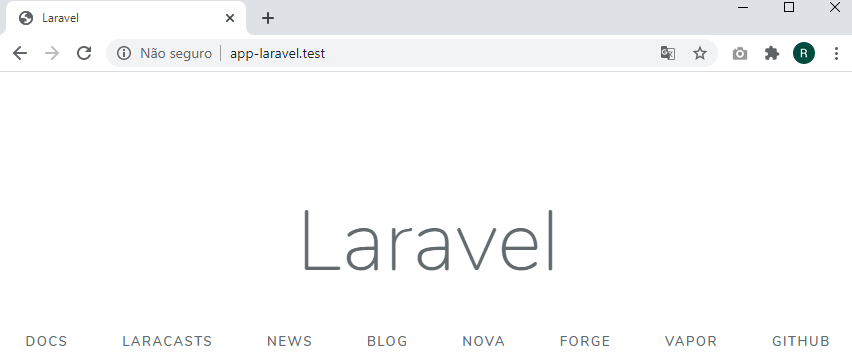 Laravel
Não seguro app-laravel.test
R
Laravel
DOCS LARACASTS NEWS BLOG NOVA FORGE VAPOR GITHUB